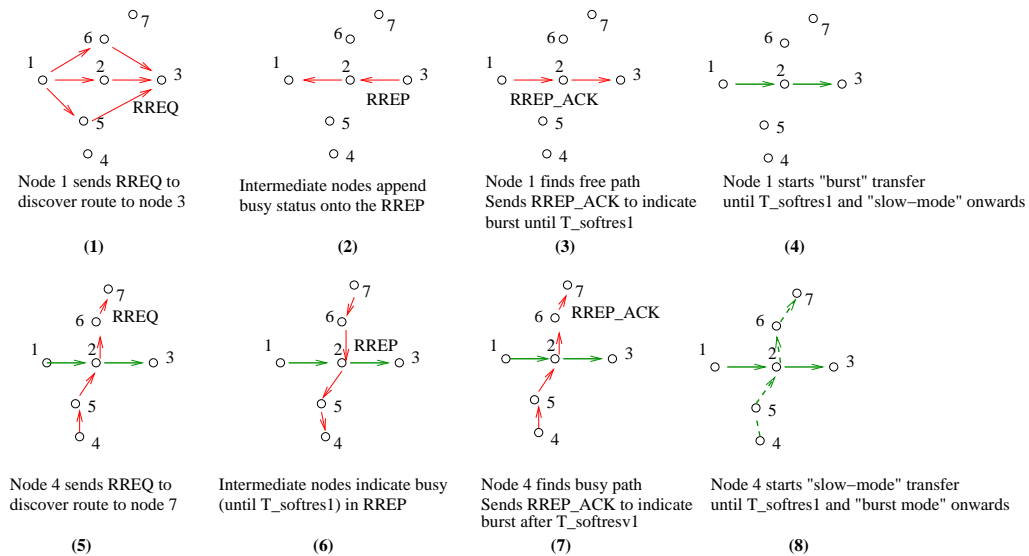 7
6
1
2
3
RREQ
5
4
Node 1 sends RREQ to
discover route to node 3
(1)
6
1
2
3
RREP
5
4
Intermediate nodes append
busy status onto the RREP
(2)
7
6
1
2
3
RREP_ACK
5
4
Node 1 finds free path
Sends RREP_ACK to indicate
burst until T_softres1
(3)
7
6
1
2
3
5
4
Node 1 starts "burst" transfer
until T_softres1 and "slow−mode" onwards
(4)
7
6
RREQ
1
2
3
5
4
Node 4 sends RREQ to
discover route to node 7
(5)
7
6
1
2
RREP
3
5
4
Intermediate nodes indicate busy
(until T_softres1) in RREP
(6)
7
6
RREP_ACK
1
2
3
5
4
Node 4 finds busy path
Sends RREP_ACK to indicate
burst after T_softresv1
(7)
7
6
1
2
3
5
4
Node 4 starts "slow−mode" transfer
until T_softres1 and "burst mode" onwards
(8)